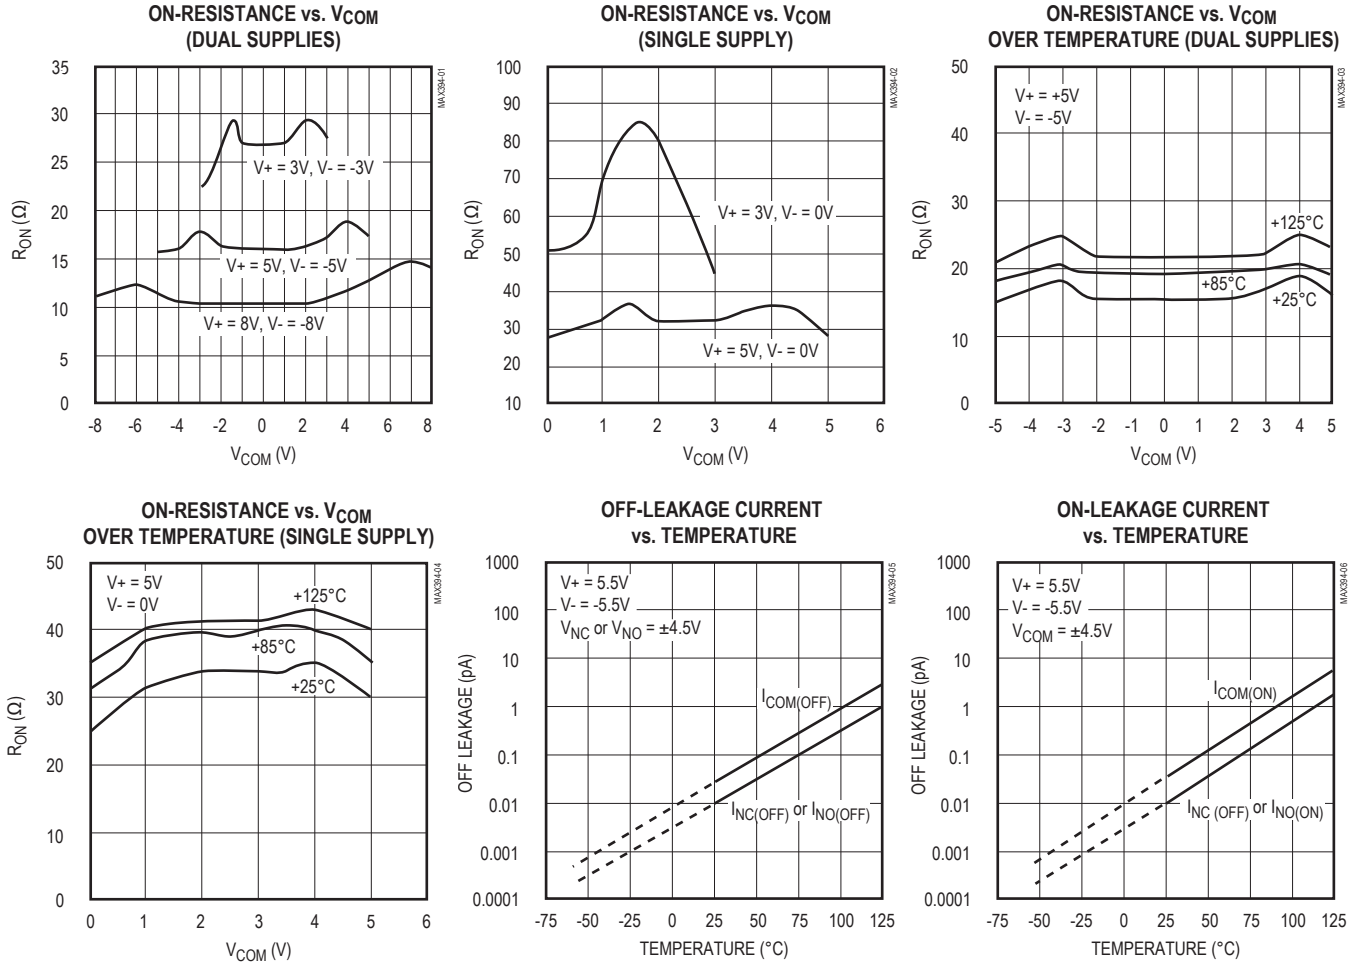 ON-RESISTANCE vs. VCOM
(DUAL SUPPLIES)
35
30
25
20
15
10
5
0
RON (Ω)
MAX394-01
V+ = 3V, V- = -3V
V+ = 5V, V- = -5V
V+ = 8V, V- = -8V
-8 -6 -4 -2 0 2 4 6 8
VCOM (V)
ON-RESISTANCE vs. VCOM
(SINGLE SUPPLY)
100
90
80
70
60
50
40
30
20
10
RON (Ω)
MAX394-02
V+ = 3V, V- = 0V
V+ = 5V, V- = 0V
0 1 2 3 4 5 6
VCOM (V)
ON-RESISTANCE vs. VCOM
OVER TEMPERATURE (DUAL SUPPLIES)
50
40
30
20
10
0
RON (Ω)
MAX394-03
V+ = +5V
V- = -5V
+125°C
+85°C
+25°C
-5 -4 -3 -2 -1 0 1 2 3 4 5
VCOM (V)
ON-RESISTANCE vs. VCOM
OVER TEMPERATURE (SINGLE SUPPLY)
50
40
30
20
10
0
RON (Ω)
MAX394-04
V+ = 5V
V- = 0V
+125°C
+85°C
+25°C
0 1 2 3 4 5 6
VCOM (V)
OFF-LEAKAGE CURRENT
vs. TEMPERATURE
1000
100
10
1
0.1
0.01
0.001
0.0001
OFF LEAKAGE (pA)
MAX394-05
V+ = 5.5V
V- = -5.5V
VNC or VNO = ±4.5V
ICOM(OFF)
INC(OFF) or INO(OFF)
-75 -50 -25 0 25 50 75 100 125
TEMPERATURE (°C)
ON-LEAKAGE CURRENT
vs. TEMPERATURE
1000
100
10
1
0.1
0.01
0.001
0.0001
OFF LEAKAGE (pA)
MAX394-06
V+ = 5.5V
V- = -5.5V
VCOM = ±4.5V
ICOM(ON)
INC (OFF) or INO(ON)
-75 -50 -25 0 25 50 75 100 125
TEMPERATURE (°C)